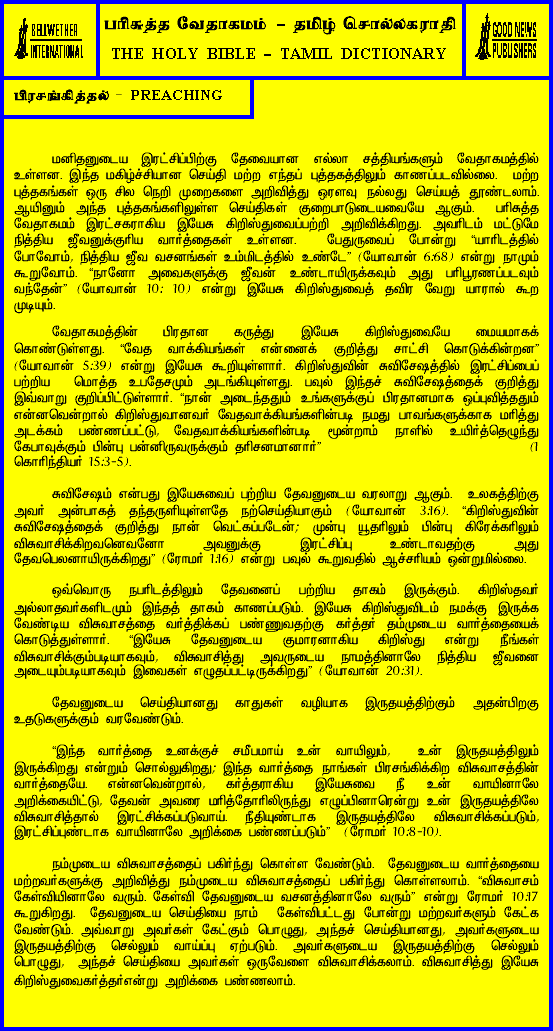 BELLWETHER
INTERNATIONAL
பரிசுத்த வேதாகமம் - தமிழ் சொல்லகராதி
THE HOLY BIBLE - TAMIL DICTIONARY
GOOD NEWS
PUBLISHERS
பிரசங்கித்தல் - PREACHING
மனிதனுடைய இரட்சிப்பிற்கு தேவையான எல்லா சத்தியங்களும் வேதாகமத்தில்
உள்ளன. இந்த மகிழ்ச்சியான செய்தி மற்ற எந்தப் புத்தகத்திலும் காணப்படவில்லை. மற்ற
புத்தகங்கள் ஒரு சில நெறி முறைகளை அறிவித்து ஓரளவு நல்லது செய்யத் தூண்டலாம்.
ஆயினும் அந்த புத்தகங்களிலுள்ள செய்திகள் குறைபாடுடையவையே ஆகும். பரிசுத்த
வேதாகமம் இரட்சகராகிய இயேசு கிறிஸ்துவைப்பற்றி அறிவிக்கிறது. அவரிடம் மட்டுமே
நித்திய ஜீவனுக்குரிய வார்த்தைகள் உள்ளன. பேதுருவைப் போன்று “யாரிடத்தில்
போவோம், நித்திய ஜீவ வசனங்கள் உம்மிடத்தில் உண்டே” (யோவான் 6:68) என்று நாமும்
கூறுவோம். “நானோ அவைகளுக்கு ஜீவன் உண்டாயிருக்கவும் அது பரிபூரணப்படவும்
வந்தேன்” (யோவான் 10: 10) என்று இயேசு கிறிஸ்துவைத் தவிர வேறு யாரால் கூற
முடியும்.
வேதாகமத்தின் பிரதான கருத்து இயேசு கிறிஸ்துவையே மையமாகக்
கொண்டுள்ளது. “வேத வாக்கியங்கள் என்னைக் குறித்து சாட்சி கொடுக்கின்றன”
(யோவான் 5:39) என்று இயேசு கூறியுள்ளார். கிறிஸ்துவின் சுவிசேஷத்தில் இரட்சிப்பைப்
பற்றிய மொத்த உபதேசமும் அடங்கியுள்ளது. பவுல் இந்தச் சுவிசேஷத்தைக் குறித்து
இவ்வாறு குறிப்பிட்டுள்ளார். “நான் அடைந்ததும் உங்களுக்குப் பிரதானமாக ஒப்புவித்ததும்
என்னவென்றால் கிறிஸ்துவானவர் வேதவாக்கியங்களின்படி நமது பாவங்களுக்காக மரித்து
அடக்கம் பண்ணப்பட்டு, வேதவாக்கியங்களின்படி மூன்றாம் நாளில் உயிர்த்தெழுந்து
கேபாவுக்கும் பின்பு பன்னிருவருக்கும் தரிசனமானார்” (1
கொரிந்தியர் 15:3-5).
சுவிசேஷம் என்பது இயேசுவைப் பற்றிய தேவனுடைய வரலாறு ஆகும். உலகத்திற்கு
அவர் அன்பாகத் தந்தருளியுள்ளதே நற்செய்தியாகும் (யோவான் 3:16). “கிறிஸ்துவின்
சுவிசேஷத்தைக் குறித்து நான் வெட்கப்படேன்; முன்பு யூதரிலும் பின்பு கிரேக்கரிலும்
விசுவாசிக்கிறவனெவனோ அவனுக்கு இரட்சிப்பு உண்டாவதற்கு அது
தேவபெலனாயிருக்கிறது” (ரோமர் 1:16) என்று பவுல் கூறுவதில் ஆச்சரியம் ஒன்றுமில்லை.
ஒவ்வொரு நபரிடத்திலும் தேவனைப் பற்றிய தாகம் இருக்கும். கிறிஸ்தவர்
அல்லாதவர்களிடமும் இந்தத் தாகம் காணப்படும். இயேசு கிறிஸ்துவிடம் நமக்கு இருக்க
வேண்டிய விசுவாசத்தை வர்த்திக்கப் பண்ணுவதற்கு கர்த்தர் தம்முடைய வார்த்தையைக்
கொடுத்துள்ளார். “இயேசு தேவனுடைய குமாரனாகிய கிறிஸ்து என்று நீங்கள்
விசுவாசிக்கும்படியாகவும், விசுவாசித்து அவருடைய நாமத்தினாலே நித்திய ஜீவனை
அடையும்படியாகவும் இவைகள் எழுதப்பட்டிருக்கிறது” (யோவான் 20:31).
தேவனுடைய செய்தியானது காதுகள் வழியாக இருதயத்திற்கும் அதன்பிறகு
உதடுகளுக்கும் வரவேண்டும்.
“இந்த வார்த்தை உனக்குச் சமீபமாய் உன் வாயிலும், உன் இருதயத்திலும்
இருக்கிறது என்றும் சொல்லுகிறது; இந்த வார்த்தை நாங்கள் பிரசங்கிக்கிற விசுவாசத்தின்
வார்த்தையே. என்னவென்றால், கர்த்தராகிய இயேசுவை நீ உன் வாயினாலே
அறிக்கையிட்டு, தேவன் அவரை மரித்தோரிலிருந்து எழுப்பினாரென்று உன் இருதயத்திலே
விசுவாசித்தால் இரட்சிக்கப்படுவாய். நீதியுண்டாக இருதயத்திலே விசுவாசிக்கப்படும்,
இரட்சிப்புண்டாக வாயினாலே அறிக்கை பண்ணப்படும்” (ரோமர் 10:8-10).
நம்முடைய விசுவாசத்தைப் பகிர்ந்து கொள்ள வேண்டும். தேவனுடைய வார்த்தையை
மற்றவர்களுக்கு அறிவித்து நம்முடைய விசுவாசத்தைப் பகிர்ந்து கொள்ளலாம். “விசுவாசம்
கேள்வியினாலே வரும். கேள்வி தேவனுடைய வசனத்தினாலே வரும்” என்று ரோமர் 10:17
கூறுகிறது. தேவனுடைய செய்தியை நாம் கேள்விப்பட்டது போன்று மற்றவர்களும் கேட்க
வேண்டும். அவ்வாறு அவர்கள் கேட்கும் பொழுது, அந்தச் செய்தியானது, அவர்களுடைய
இருதயத்திற்கு செல்லும் வாய்ப்பு ஏற்படும். அவர்களுடைய இருதயத்திற்கு செல்லும்
பொழுது, அந்தச் செய்தியை அவர்கள் ஒருவேளை விசுவாசிக்கலாம். விசுவாசித்து இயேசு
கிறிஸ்துவைகர்த்தர்என்று அறிக்கை பண்ணலாம்.